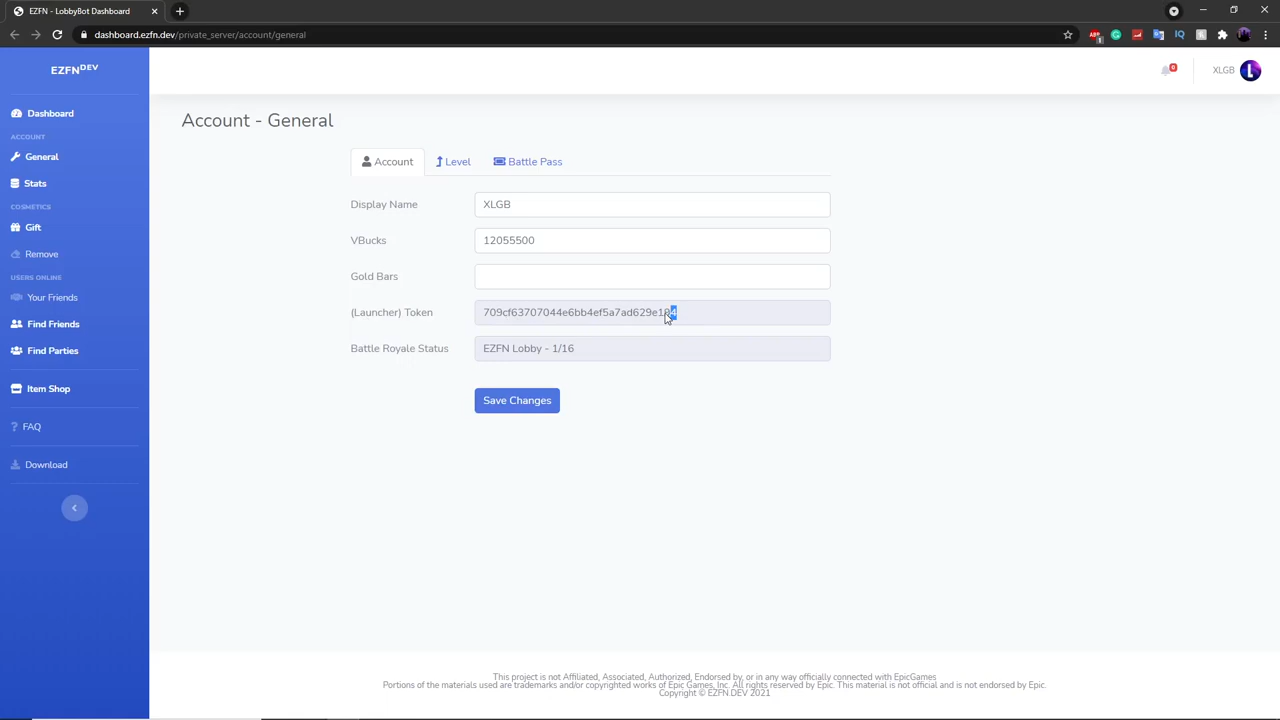 EZFN - LobbyBot Dashboard
dashboard.ezfn.dev/private_server/account/general
EZFNDEV
XLGB
Dashboard
ACCOUNT
General
Stats
COSMETICS
Gift
Remove
USERS ONLINE
Your Friends
Find Friends
Find Parties
Item Shop
FAQ
Download
Account - General
Account
Level
Battle Pass
Display Name
XLGB
VBucks
12055500
Gold Bars
(Launcher) Token
Battle Royale Status
EZFN Lobby - 1/16
Save Changes
This project is not Affiliated, Associated, Authorized, Endorsed by, or in any way officially connected with EpicGames
Portions of the materials used are trademarks and/or copyrighted works of Epic Games, Inc. All rights reserved by Epic. This material is not official and is not endorsed by Epic.
Copyright © EZFN.DEV 2021